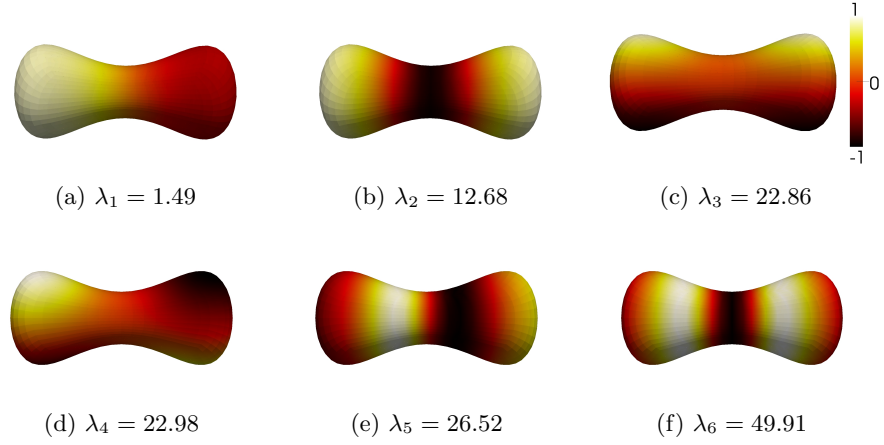 1
0
-1
(a) λ₁ = 1.49
(b) λ₂ = 12.68
(c) λ₃ = 22.86
(d) λ₄ = 22.98
(e) λ₅ = 26.52
(f) λ₆ = 49.91